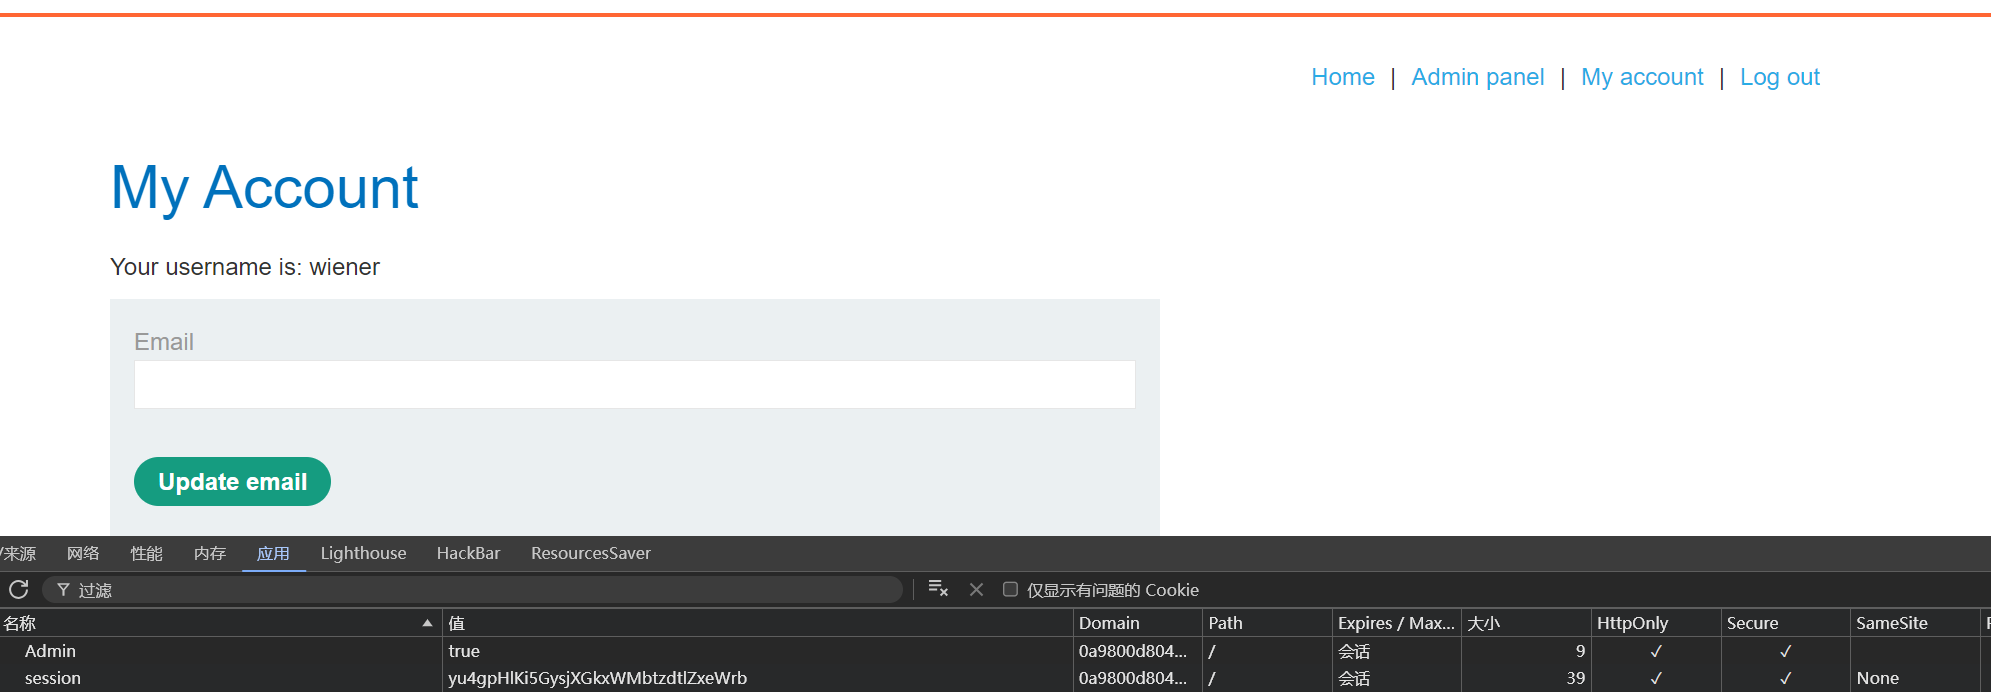 Home | Admin panel | My account | Log out
My Account
Your username is: wiener
Email
Update email
来源 网络 性能 内存 应用 Lighthouse HackBar ResourcesSaver
过滤 仅显示有问题的 Cookie
名称 值 Domain Path Expires / Max... 大小 HttpOnly Secure SameSite
Admin true 0a9800d804... / 会话 9 ✓ ✓
session yu4gpHlKi5GysjXGkxWMbtzdtlZxeWrb 0a9800d804... / 会话 39 ✓ ✓ None